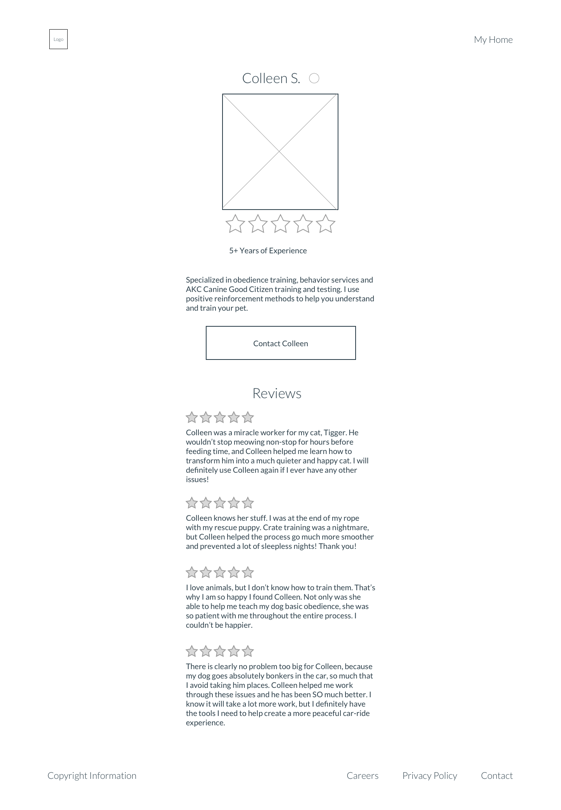 Logo
My Home
Colleen S.
5+ Years of Experience
Specialized in obedience training, behavior services and
AKC Canine Good Citizen training and testing. I use
positive reinforcement methods to help you understand
and train your pet.
Contact Colleen
Reviews
Colleen was a miracle worker for my cat, Tigger. He
wouldn't stop meowing non-stop for hours before
feeding time, and Colleen helped me learn how to
transform him into a much quieter and happy cat. I will
definitely use Colleen again if I ever have any other
issues!
Colleen knows her stuff. I was at the end of my rope
with my rescue puppy. Crate training was a nightmare,
but Colleen helped the process go much more smoother
and prevented a lot of sleepless nights! Thank you!
I love animals, but I don't know how to train them. That's
why I am so happy I found Colleen. Not only was she
able to help me teach my dog basic obedience, she was
so patient with me throughout the entire process. I
couldn't be happier.
There is clearly no problem too big for Colleen, because
my dog goes absolutely bonkers in the car, so much that
I avoid taking him places. Colleen helped me work
through these issues and he has been SO much better. I
know it will take a lot more work, but I definitely have
the tools I need to help create a more peaceful car-ride
experience.
Copyright Information
Careers
Privacy Policy
Contact